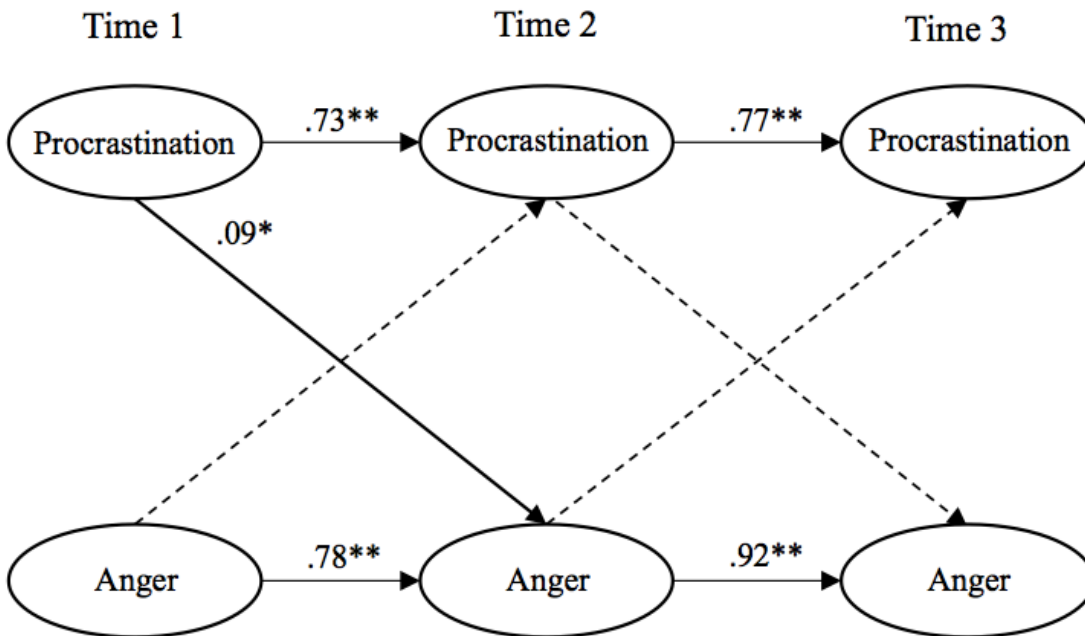 Time 1
Time 2
Time 3
Procrastination
.73**
Procrastination
.77**
Procrastination
.09*
Anger
.78**
Anger
.92**
Anger